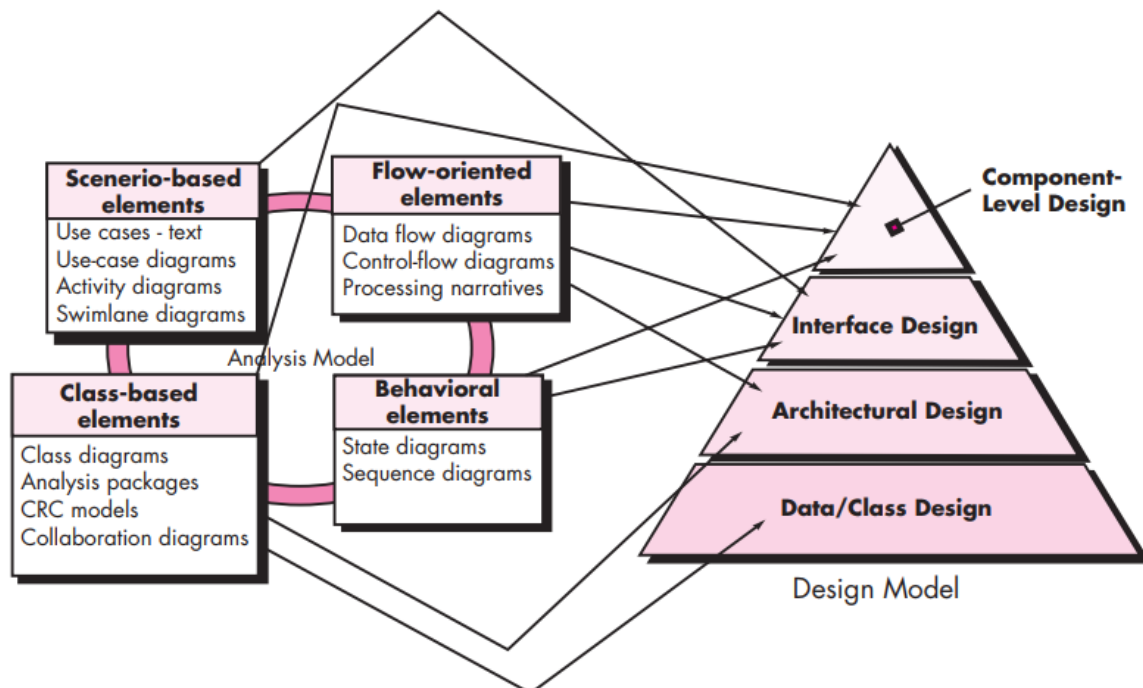 Scenerio-based
elements
Use cases - text
Use-case diagrams
Activity diagrams
Swimlane diagrams
Flow-oriented
elements
Data flow diagrams
Control-flow diagrams
Processing narratives
Analysis Model
Class-based
elements
Class diagrams
Analysis packages
CRC models
Collaboration diagrams
Behavioral
elements
State diagrams
Sequence diagrams
Component-
Level Design
Interface Design
Architectural Design
Data/Class Design
Design Model